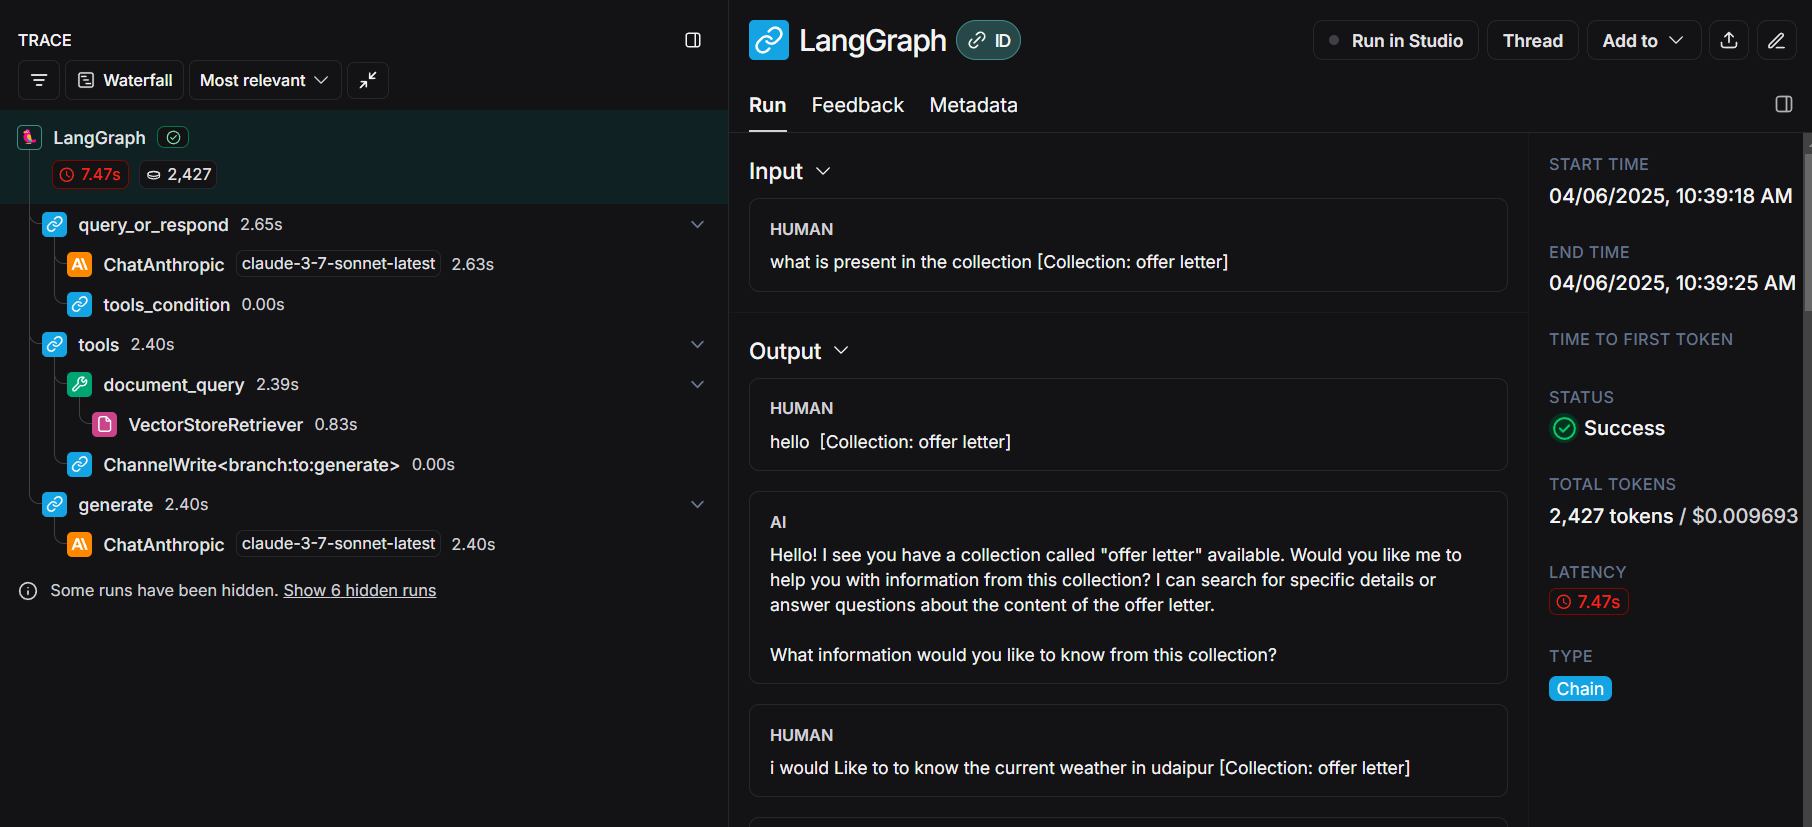 TRACE
Waterfall
Most relevant
LangGraph
7.47s
2,427
query_or_respond 2.65s
ChatAnthropic claude-3-7-sonnet-latest 2.63s
tools_condition 0.00s
tools 2.40s
document_query 2.39s
VectorStoreRetriever 0.83s
ChannelWrite<branch:to:generate> 0.00s
generate 2.40s
ChatAnthropic claude-3-7-sonnet-latest 2.40s
Some runs have been hidden. Show 6 hidden runs
LangGraph ID
Run in Studio Thread Add to
Run Feedback Metadata
Input
HUMAN
what is present in the collection [Collection: offer letter]
Output
HUMAN
hello [Collection: offer letter]
AI
Hello! I see you have a collection called "offer letter" available. Would you like me to
help you with information from this collection? I can search for specific details or
answer questions about the content of the offer letter.
What information would you like to know from this collection?
HUMAN
i would Like to to know the current weather in udaipur [Collection: offer letter]
START TIME
04/06/2025, 10:39:18 AM
END TIME
04/06/2025, 10:39:25 AM
TIME TO FIRST TOKEN
STATUS
Success
TOTAL TOKENS
2,427 tokens / $0.009693
LATENCY
7.47s
TYPE
Chain